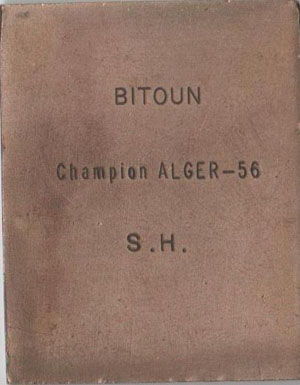 BITOUN
Champion ALGER-56
S.H.